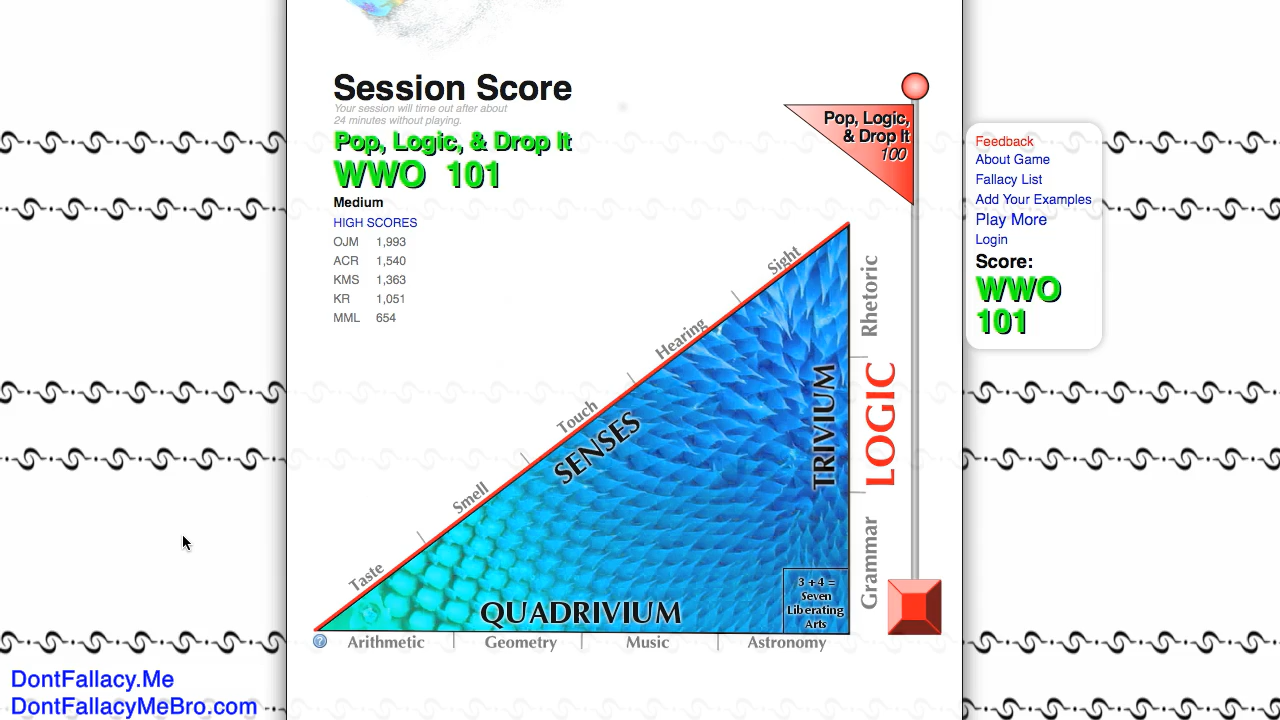 Session Score
Your session will time out after about
24 minutes without playing.
Pop, Logic, & Drop It
WWO 101
Medium
HIGH SCORES
OJM 1,993
ACR 1,540
KMS 1,363
KR 1,051
MML 654
Pop, Logic,
& Drop It
100
Feedback
About Game
Fallacy List
Add Your Examples
Play More
Login
Score:
WWO
101
Sight
Hearing
Touch
Smell
Taste
SENSES
TRIVIUM
Rhetoric
LOGIC
Grammar
QUADRIVIUM
3 + 4 =
Seven
Liberating
Arts
?
Arithmetic
Geometry
Music
Astronomy
DontFallacy.Me
DontFallacyMeBro.com